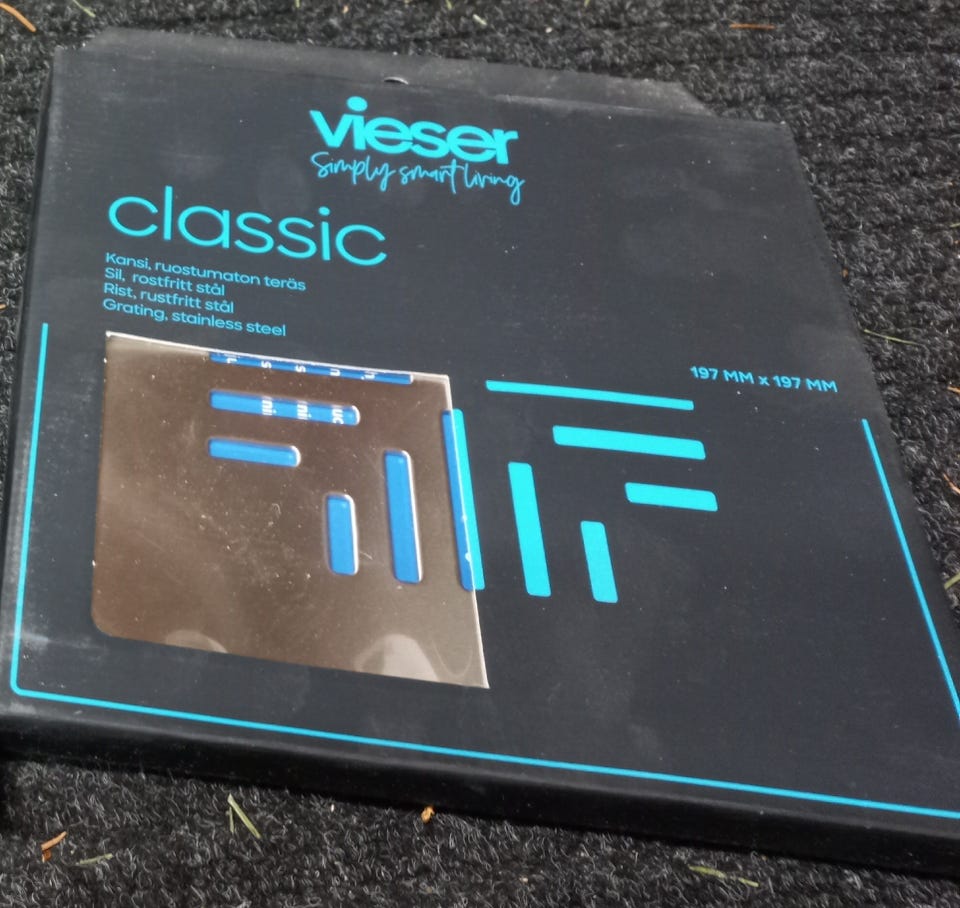 vieser
Simply smart living
classic
Kansi, ruostumaton teräs
Sil, rostfritt stål
Rist, rustfritt stål
Grating, stainless steel
197 MM x 197 MM